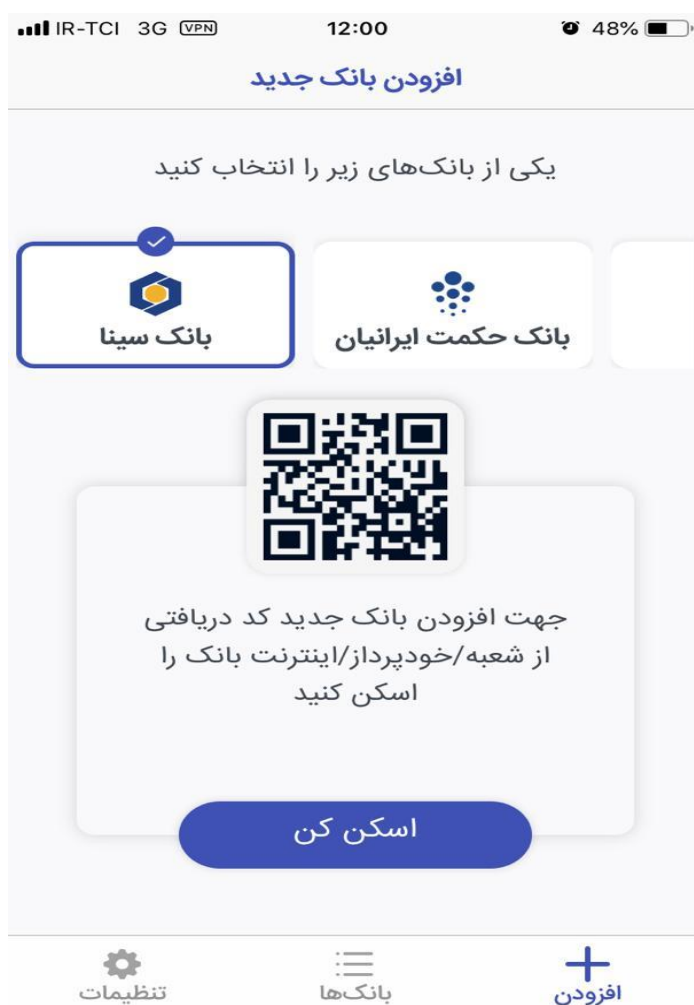 IR-TCI 3G VPN 12:00 48%
افزودن بانک جدید
یکی از بانک‌های زیر را انتخاب کنید
بانک حکمت ایرانیان
بانک سینا
جهت افزودن بانک جدید کد دریافتی
از شعبه/خودپرداز/اینترنت بانک را
اسکن کنید
اسکن کن
افزودن
بانک‌ها
تنظیمات